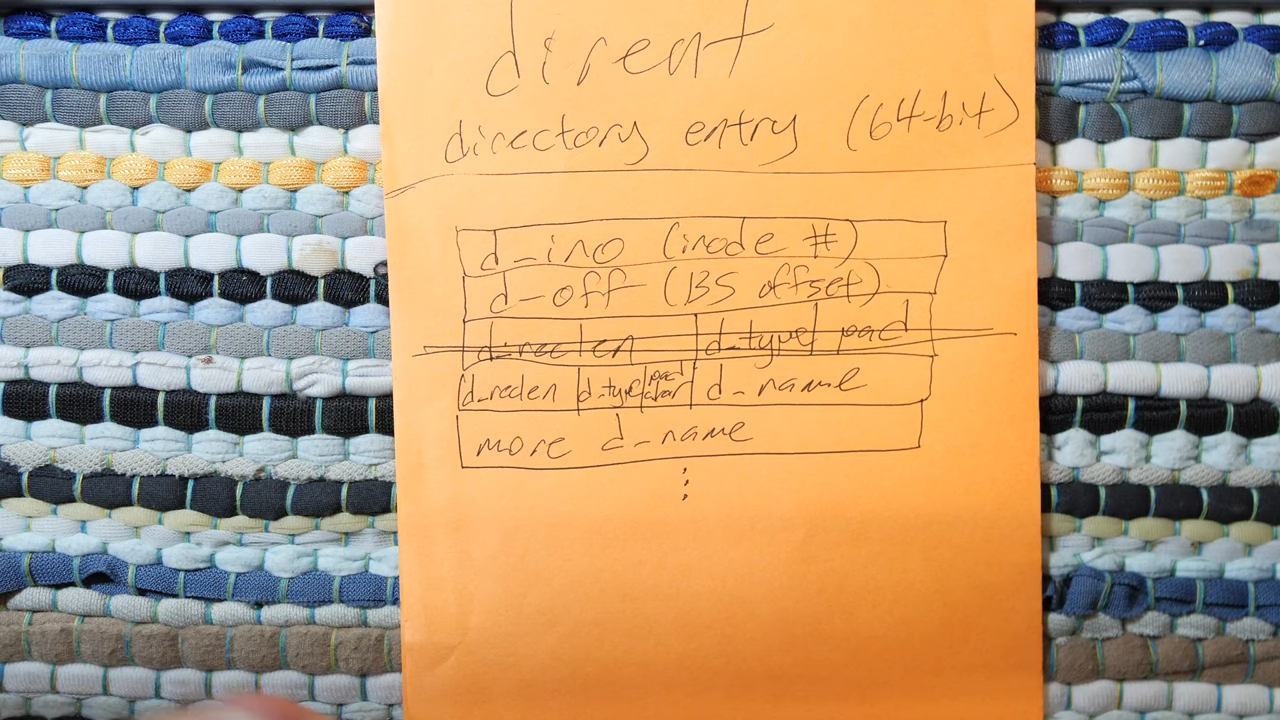 dirent
directory entry (64-bit)
d_ino (inode #)
d_off (BS offset)
d_reclen d_type pad
d_reclen d_type pad char d_name
more d_name